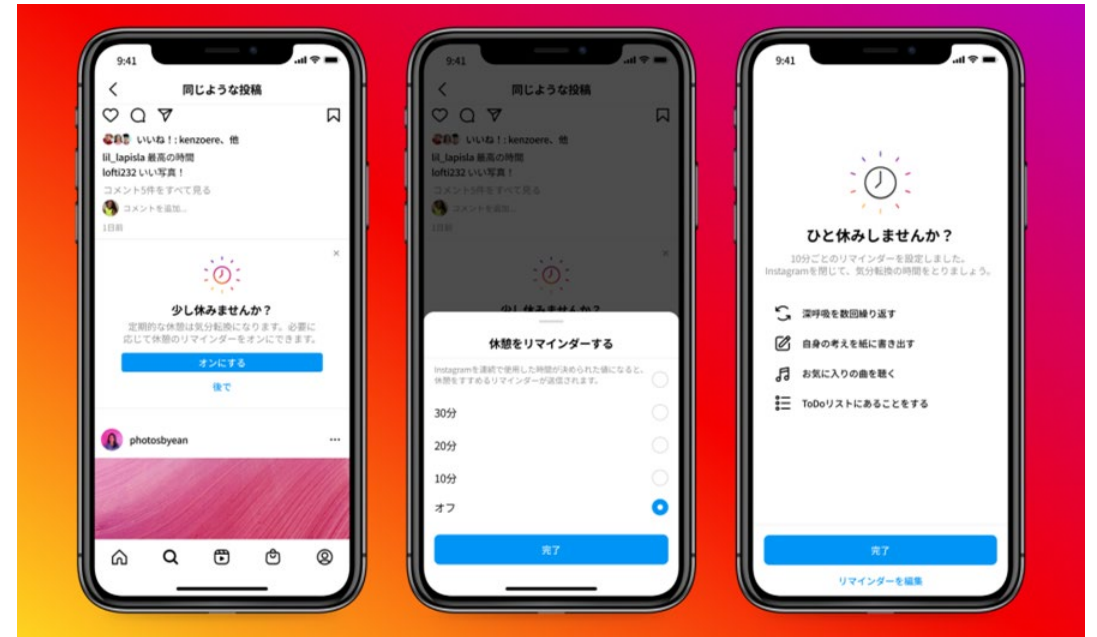 9:41
同じような投稿
いいね！: kenzoere、他
lil_lapisla 最高の時間
lofti232 いい写真！
コメント5件をすべて見る
コメントを追加...
1日前
少し休みませんか？
定期的な休憩は気分転換になります。必要に
応じて休憩のリマインダーをオンにできます。
オンにする
後で
photosbyean
9:41
同じような投稿
いいね！: kenzoere、他
lil_lapisla 最高の時間
lofti232 いい写真！
コメント5件をすべて見る
コメントを追加...
1日前
少し休みませんか？
休憩をリマインダーする
Instagramを連続で使用した時間が決められた値になると、
休憩をすすめるリマインダーが送信されます。
30分
20分
10分
オフ
完了
9:41
ひと休みしませんか？
10分ごとのリマインダーを設定しました。
Instagramを閉じて、気分転換の時間をとりましょう。
深呼吸を数回繰り返す
自身の考えを紙に書き出す
お気に入りの曲を聴く
ToDoリストにあることをする
完了
リマインダーを編集